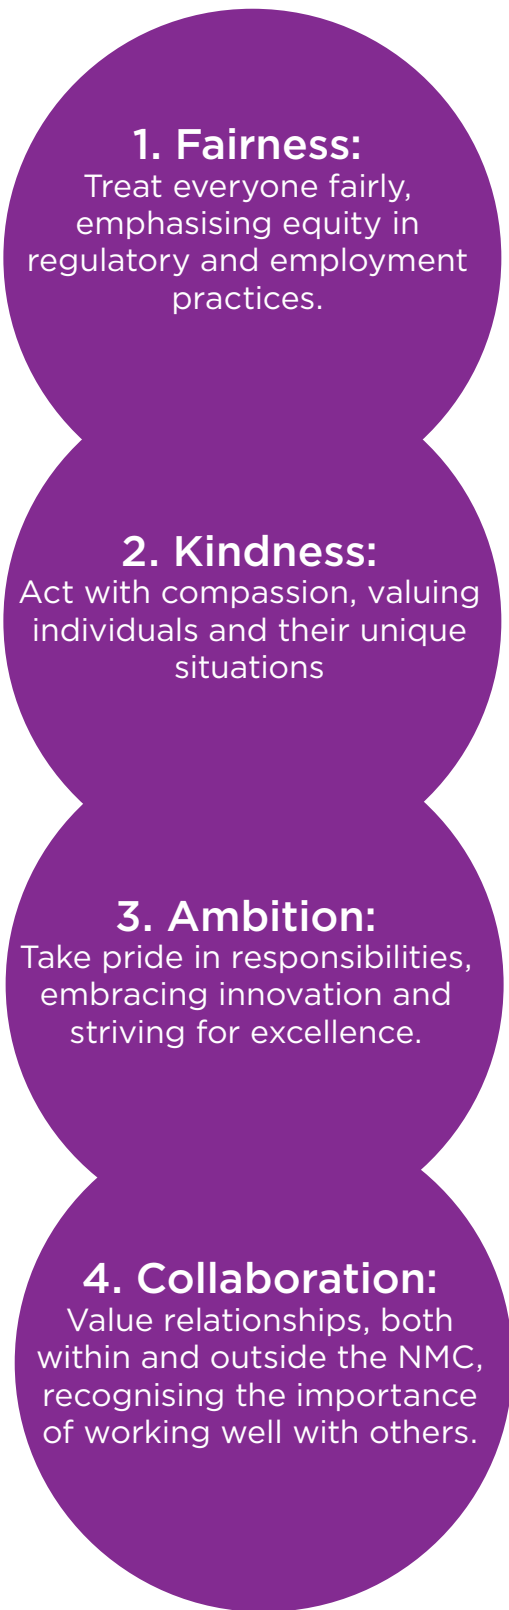 1. Fairness:
Treat everyone fairly,
emphasising equity in
regulatory and employment
practices.
2. Kindness:
Act with compassion, valuing
individuals and their unique
situations
3. Ambition:
Take pride in responsibilities,
embracing innovation and
striving for excellence.
4. Collaboration:
Value relationships, both
within and outside the NMC,
recognising the importance
of working well with others.